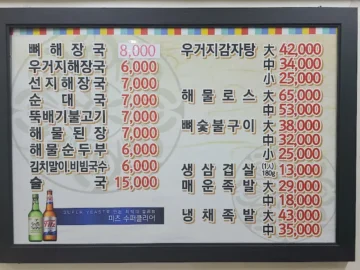 뼈해장국 8,000
우거지해장국 6,000
선지해장국 7,000
순대국 7,000
뚝배기불고기 7,000
해물된장 7,000
해물순두부 6,000
김치말이비빔국수 6,000
술국 15,000
우거지감자탕 大 42,000
中 34,000
小 25,000
해물로스 大 65,000
中 53,000
뼈숯불구이 大 38,000
中 32,000
小 25,000
생삼겹살 (1人) 180g 13,000
매운족발 大 29,000
中 18,000
냉채족발 大 43,000
中 35,000